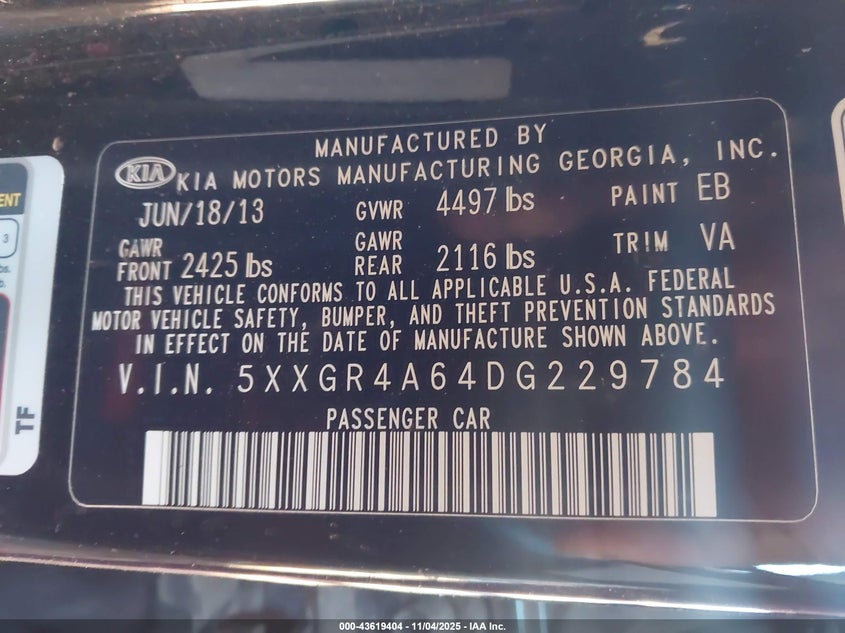 MANUFACTURED BY
KIA KIA MOTORS MANUFACTURING GEORGIA, INC.
JUN/18/13 GVWR 4497 lbs PAINT EB
GAWR FRONT 2425 lbs GAWR REAR 2116 lbs TRIM VA
THIS VEHICLE CONFORMS TO ALL APPLICABLE U.S.A. FEDERAL
MOTOR VEHICLE SAFETY, BUMPER, AND THEFT PREVENTION STANDARDS
IN EFFECT ON THE DATE OF MANUFACTURE SHOWN ABOVE.
V.I.N. 5XXGR4A64DG229784
PASSENGER CAR
3
TF
000-43619404 - 11/04/2025 - IAA Inc.